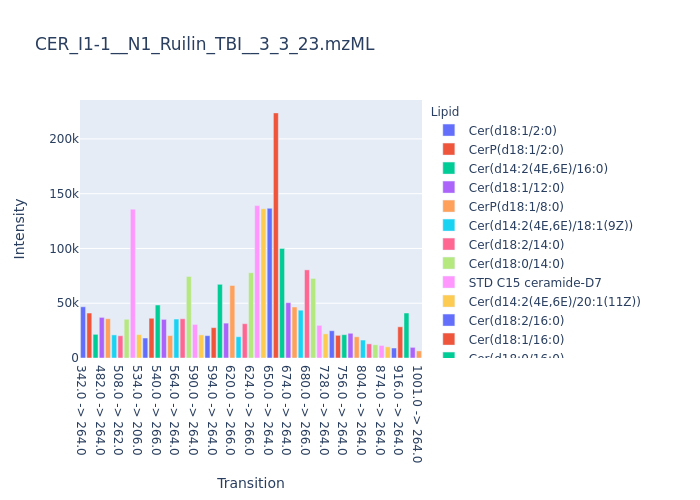 CER_I1-1__N1_Ruilin_TBI__3_3_23.mzML
Lipid
Cer(d18:1/2:0)
CerP(d18:1/2:0)
Cer(d14:2(4E,6E)/16:0)
Cer(d18:1/12:0)
CerP(d18:1/8:0)
Cer(d14:2(4E,6E)/18:1(9Z))
Cer(d18:2/14:0)
Cer(d18:0/14:0)
STD C15 ceramide-D7
Cer(d14:2(4E,6E)/20:1(11Z))
Cer(d18:2/16:0)
Cer(d18:1/16:0)
Cer(d18:0/16:0)
Intensity
200k
150k
100k
50k
0
342.0 -> 264.0
482.0 -> 264.0
508.0 -> 262.0
534.0 -> 206.0
540.0 -> 266.0
564.0 -> 264.0
590.0 -> 264.0
594.0 -> 264.0
620.0 -> 266.0
624.0 -> 266.0
650.0 -> 264.0
674.0 -> 264.0
680.0 -> 266.0
728.0 -> 264.0
756.0 -> 264.0
804.0 -> 264.0
874.0 -> 264.0
916.0 -> 264.0
1001.0 -> 264.0
Transition